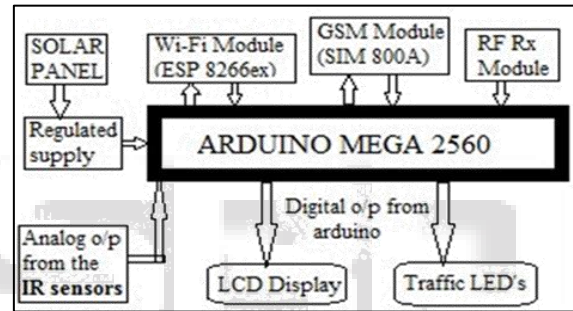 SOLAR
PANEL
Wi-Fi Module
(ESP 8266ex)
GSM Module
(SIM 800A)
RF Rx
Module
Regulated
supply
ARDUINO MEGA 2560
Analog o/p
from the
IR sensors
Digital o/p from
arduino
LCD Display
Traffic LED's